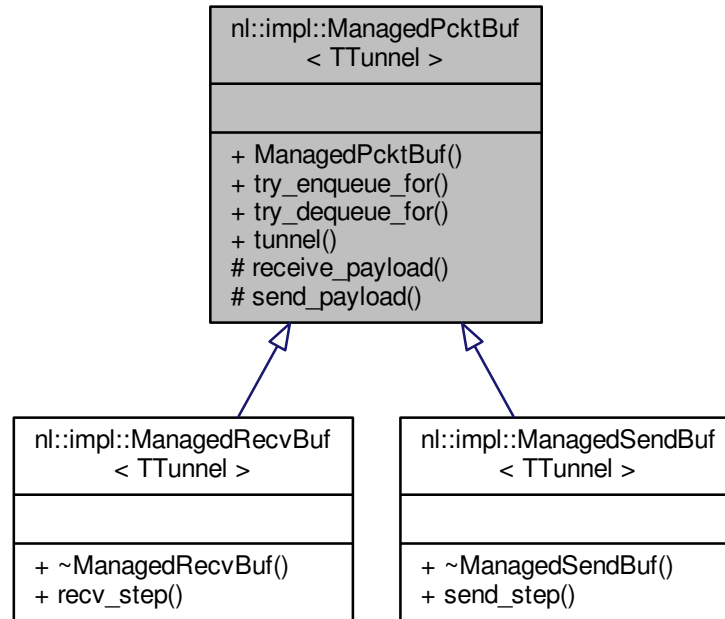 nl::impl::ManagedPcktBuf
< TTunnel >
+ ManagedPcktBuf()
+ try_enqueue_for()
+ try_dequeue_for()
+ tunnel()
# receive_payload()
# send_payload()
nl::impl::ManagedRecvBuf
< TTunnel >
+ ~ManagedRecvBuf()
+ recv_step()
nl::impl::ManagedSendBuf
< TTunnel >
+ ~ManagedSendBuf()
+ send_step()